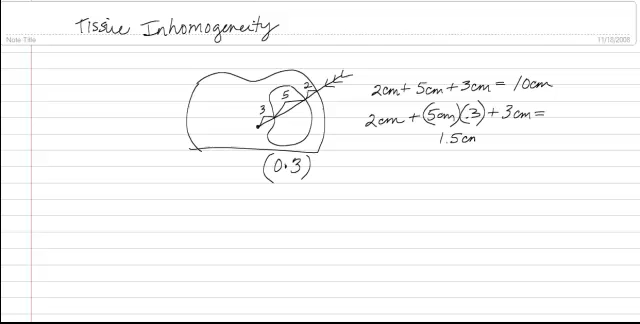 Tissue Inhomogeneity
Note Title
11/18/2008
2
5
3
2cm + 5cm + 3cm = 10cm
2cm + (5cm)(.3) + 3cm =
1.5cm
(0.3)